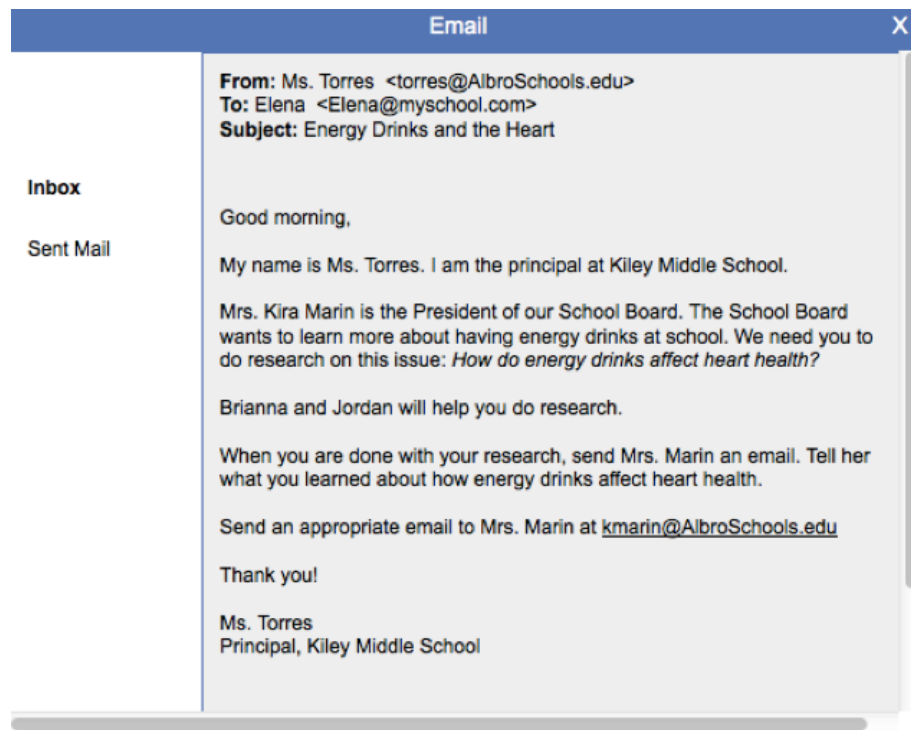 Email X
From: Ms. Torres <torres@AlbroSchools.edu>
To: Elena <Elena@myschool.com>
Subject: Energy Drinks and the Heart
Inbox
Sent Mail
Good morning,
My name is Ms. Torres. I am the principal at Kiley Middle School.
Mrs. Kira Marin is the President of our School Board. The School Board
wants to learn more about having energy drinks at school. We need you to
do research on this issue: How do energy drinks affect heart health?
Brianna and Jordan will help you do research.
When you are done with your research, send Mrs. Marin an email. Tell her
what you learned about how energy drinks affect heart health.
Send an appropriate email to Mrs. Marin at kmarin@AlbroSchools.edu
Thank you!
Ms. Torres
Principal, Kiley Middle School